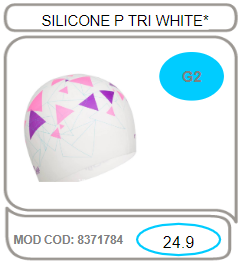 SILICONE P TRI WHITE*
G2
MOD COD: 8371784
24.9